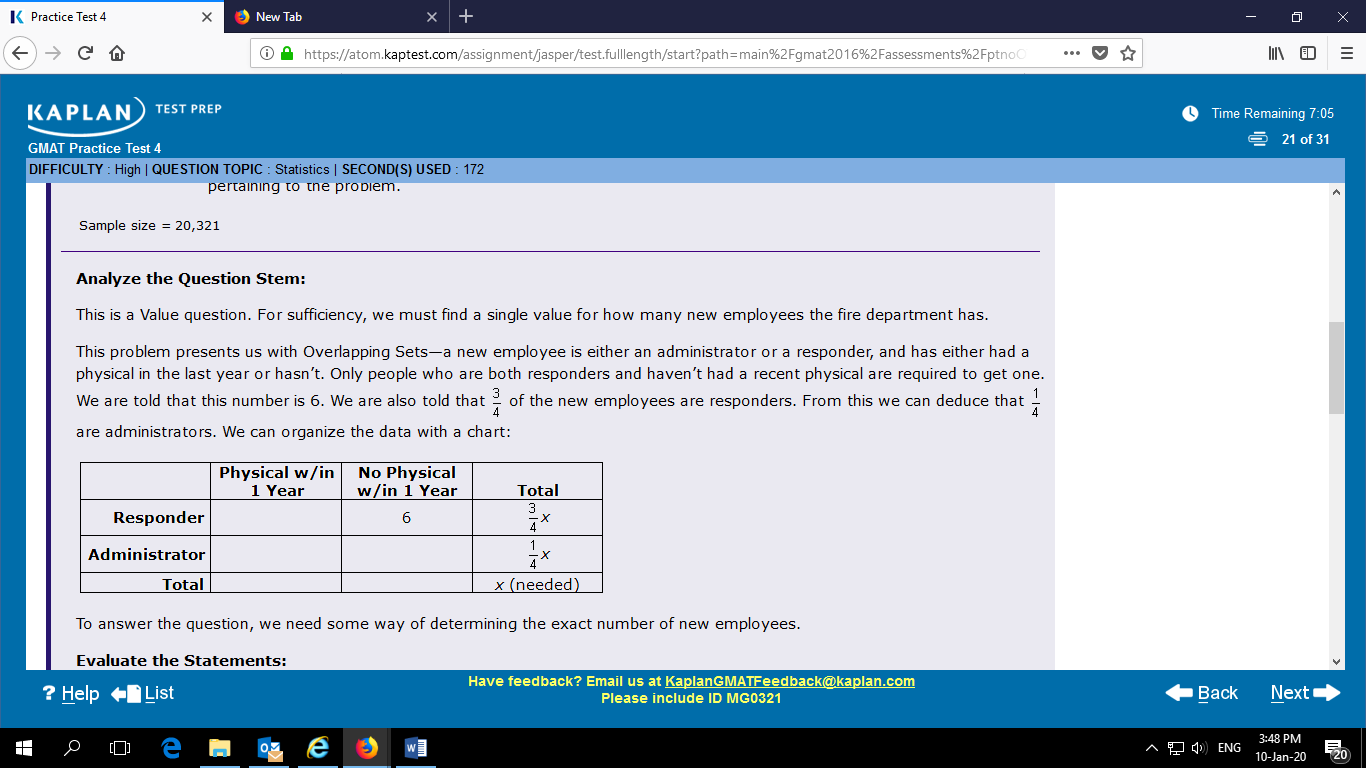 Practice Test 4
New Tab
https://atom.kaptest.com/assignment/jasper/test.fulllength/start?path=main%2Fgmat2016%2Fassessments%2FptnoC
KAPLAN TEST PREP
Time Remaining 7:05
GMAT Practice Test 4
21 of 31
DIFFICULTY : High | QUESTION TOPIC : Statistics | SECOND(S) USED : 172
pertaining to the problem.
Sample size = 20,321
Analyze the Question Stem:
This is a Value question. For sufficiency, we must find a single value for how many new employees the fire department has.
This problem presents us with Overlapping Sets—a new employee is either an administrator or a responder, and has either had a
physical in the last year or hasn't. Only people who are both responders and haven't had a recent physical are required to get one.
We are told that this number is 6. We are also told that 3/4 of the new employees are responders. From this we can deduce that 1/4
are administrators. We can organize the data with a chart:
Physical w/in 1 Year No Physical w/in 1 Year Total
Responder 6 3/4 x
Administrator 1/4 x
Total x (needed)
To answer the question, we need some way of determining the exact number of new employees.
Evaluate the Statements:
? Help List
Have feedback? Email us at KaplanGMATFeedback@kaplan.com
Please include ID MG0321
Back Next
ENG
3:48 PM
10-Jan-20
20